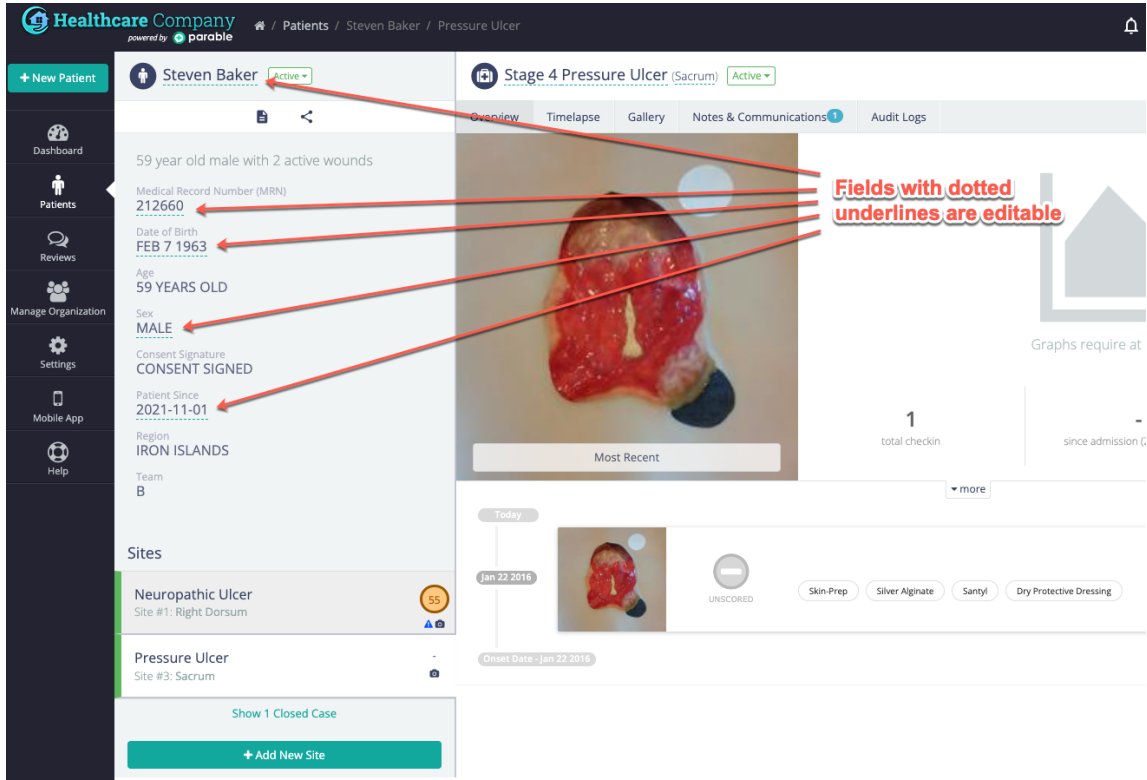 Healthcare Company
powered by parable
/ Patients / Steven Baker / Pressure Ulcer
+ New Patient
Dashboard
Patients
Reviews
Manage Organization
Settings
Mobile App
Help
Steven Baker Active
59 year old male with 2 active wounds
Medical Record Number (MRN)
212660
Date of Birth
FEB 7 1963
Age
59 YEARS OLD
Sex
MALE
Consent Signature
CONSENT SIGNED
Patient Since
2021-11-01
Region
IRON ISLANDS
Team
B
Sites
Neuropathic Ulcer
Site #1: Right Dorsum
55
Pressure Ulcer
Site #3: Sacrum
-
Show 1 Closed Case
+ Add New Site
Stage 4 Pressure Ulcer (Sacrum) Active
Overview Timelapse Gallery Notes & Communications 1 Audit Logs
Fields with dotted
underlines are editable
Graphs require at
Most Recent
1
total checkin
-
since admission (2
more
Today
Jan 22 2016
UNSCORED
Skin-Prep Silver Alginate Santyl Dry Protective Dressing
Onset Date - Jan 22 2016